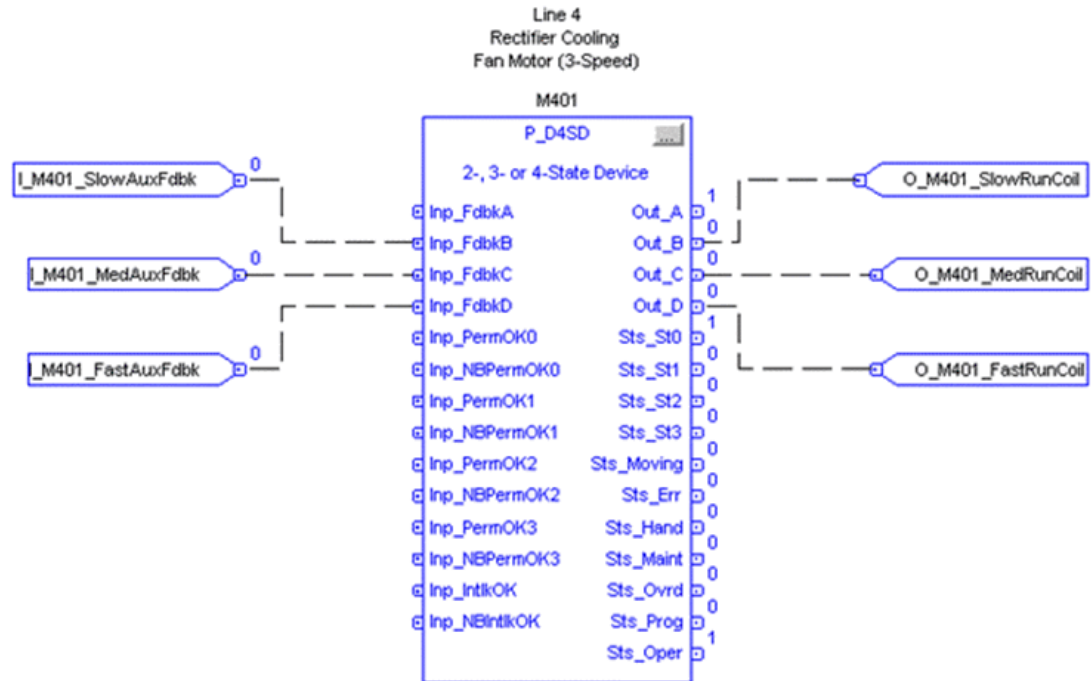 Line 4
Rectifier Cooling
Fan Motor (3-Speed)
M401
P_D4SD
...
2-, 3- or 4-State Device
I_M401_SlowAuxFdbk 0
O_M401_SlowRunCoil
Inp_FdbkA Out_A 1
Inp_FdbkB Out_B 0
I_M401_MedAuxFdbk 0 Inp_FdbkC Out_C 0 O_M401_MedRunCoil
Inp_FdbkD Out_D 0
Inp_PermOK0 Sts_St0 1
I_M401_FastAuxFdbk 0 Inp_NBPermOK0 Sts_St1 0 O_M401_FastRunCoil
Inp_PermOK1 Sts_St2 0
Inp_NBPermOK1 Sts_St3 0
Inp_PermOK2 Sts_Moving 0
Inp_NBPermOK2 Sts_Err 0
Inp_PermOK3 Sts_Hand 0
Inp_NBPermOK3 Sts_Maint 0
Inp_IntlkOK Sts_Ovrd 0
Inp_NBIntlkOK Sts_Prog 0
Sts_Oper 1